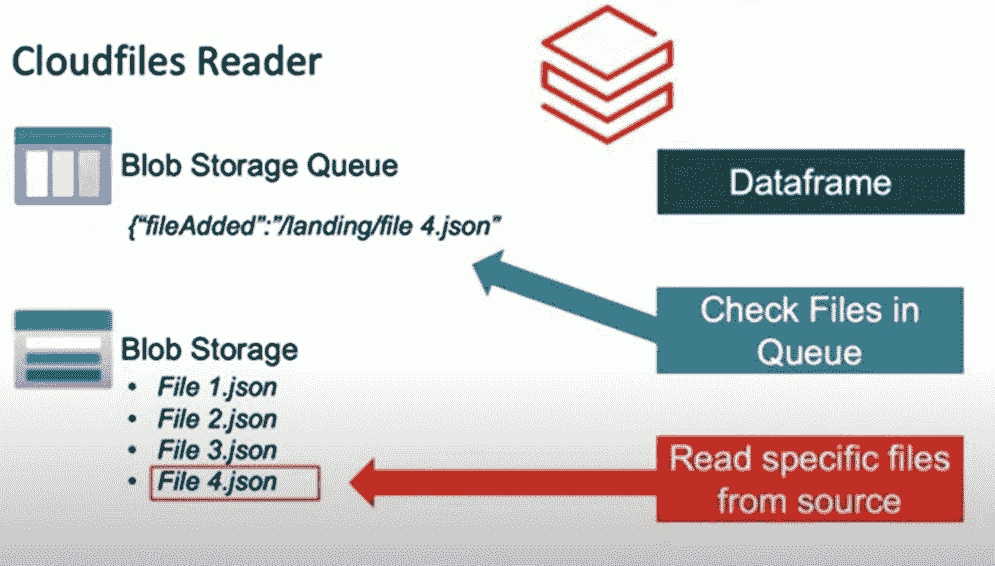 Cloudfiles Reader
Blob Storage Queue
{“fileAdded”:”/landing/file 4.json”
Blob Storage
• File 1.json
• File 2.json
• File 3.json
• File 4.json
Dataframe
Check Files in
Queue
Read specific files
from source